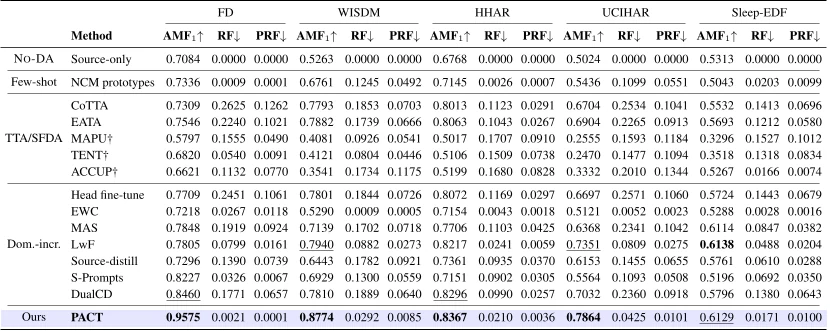 FD WISDM HHAR UCIHAR Sleep-EDF
Method AMF₁↑ RF↓ PRF↓ AMF₁↑ RF↓ PRF↓ AMF₁↑ RF↓ PRF↓ AMF₁↑ RF↓ PRF↓ AMF₁↑ RF↓ PRF↓
NO-DA Source-only 0.7084 0.0000 0.0000 0.5263 0.0000 0.0000 0.6768 0.0000 0.0000 0.5024 0.0000 0.0000 0.5313 0.0000 0.0000
Few-shot NCM prototypes 0.7336 0.0009 0.0001 0.6761 0.1245 0.0492 0.7145 0.0026 0.0007 0.5436 0.1099 0.0551 0.5043 0.0203 0.0099
CoTTA 0.7309 0.2625 0.1262 0.7793 0.1853 0.0703 0.8013 0.1123 0.0291 0.6704 0.2534 0.1041 0.5532 0.1413 0.0696
EATA 0.7546 0.2240 0.1021 0.7882 0.1739 0.0666 0.8063 0.1043 0.0267 0.6904 0.2265 0.0913 0.5693 0.1212 0.0580
TTA/SFDA MAPU† 0.5797 0.1555 0.0490 0.4081 0.0926 0.0541 0.5017 0.1707 0.0910 0.2555 0.1593 0.1184 0.3296 0.1527 0.1012
TENT† 0.6820 0.0540 0.0091 0.4121 0.0804 0.0446 0.5106 0.1509 0.0738 0.2470 0.1477 0.1094 0.3518 0.1318 0.0834
ACCUP† 0.6621 0.1132 0.0770 0.3541 0.1734 0.1175 0.5199 0.1680 0.0828 0.3332 0.2010 0.1344 0.5267 0.0166 0.0074
Head fine-tune 0.7709 0.2451 0.1061 0.7801 0.1844 0.0726 0.8072 0.1169 0.0297 0.6697 0.2571 0.1060 0.5724 0.1443 0.0679
EWC 0.7218 0.0267 0.0118 0.5290 0.0009 0.0005 0.7154 0.0043 0.0018 0.5121 0.0052 0.0023 0.5288 0.0028 0.0016
MAS 0.7848 0.1919 0.0924 0.7139 0.1702 0.0718 0.7706 0.1103 0.0425 0.6368 0.2341 0.1042 0.6114 0.0847 0.0382
Dom.-incr. LwF 0.7805 0.0799 0.0161 0.7940 0.0882 0.0273 0.8217 0.0241 0.0059 0.7351 0.0809 0.0275 0.6138 0.0488 0.0204
Source-distill 0.7296 0.1390 0.0739 0.6443 0.1782 0.0921 0.7361 0.0935 0.0370 0.6153 0.1455 0.0655 0.5761 0.0610 0.0288
S-Prompts 0.8227 0.0326 0.0067 0.6929 0.1300 0.0559 0.7151 0.0902 0.0305 0.5564 0.1093 0.0508 0.5196 0.0692 0.0350
DualCD 0.8460 0.1771 0.0657 0.7810 0.1889 0.0640 0.8296 0.0990 0.0257 0.7032 0.2360 0.0918 0.5796 0.1380 0.0643
Ours PACT 0.9575 0.0021 0.0001 0.8774 0.0292 0.0085 0.8367 0.0210 0.0036 0.7864 0.0425 0.0101 0.6129 0.0171 0.0100